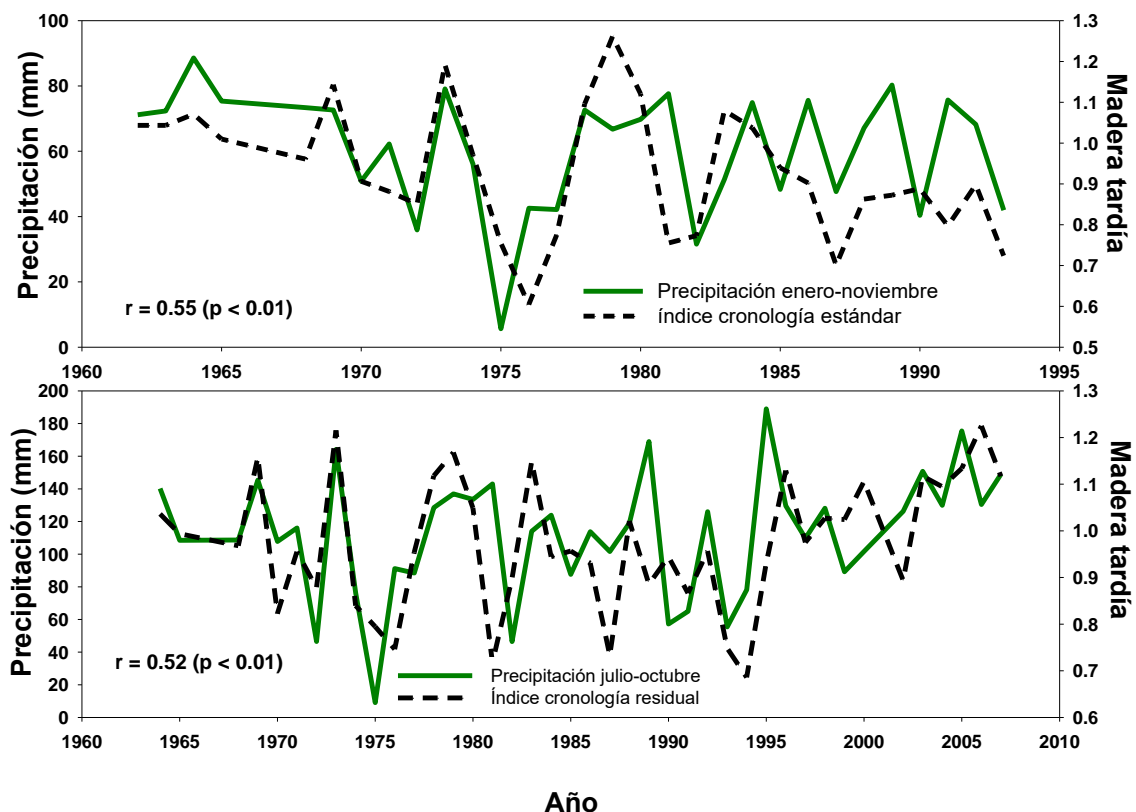 100
80
60
40
20
0
Precipitación (mm)
1.3
1.2
1.1
1.0
0.9
0.8
0.7
0.6
0.5
Madera tardía
r = 0.55 (p < 0.01)
Precipitación enero-noviembre
índice cronología estándar
1960 1965 1970 1975 1980 1985 1990 1995
200
180
160
140
120
100
80
60
40
20
0
Precipitación (mm)
1.3
1.2
1.1
1.0
0.9
0.8
0.7
0.6
Madera tardía
r = 0.52 (p < 0.01)
Precipitación julio-octubre
Índice cronología residual
1960 1965 1970 1975 1980 1985 1990 1995 2000 2005 2010
Año